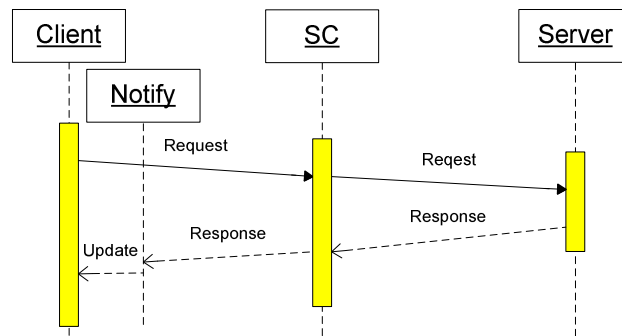 Client
SC
Server
Notify
Request
Reqest
Response
Response
Update